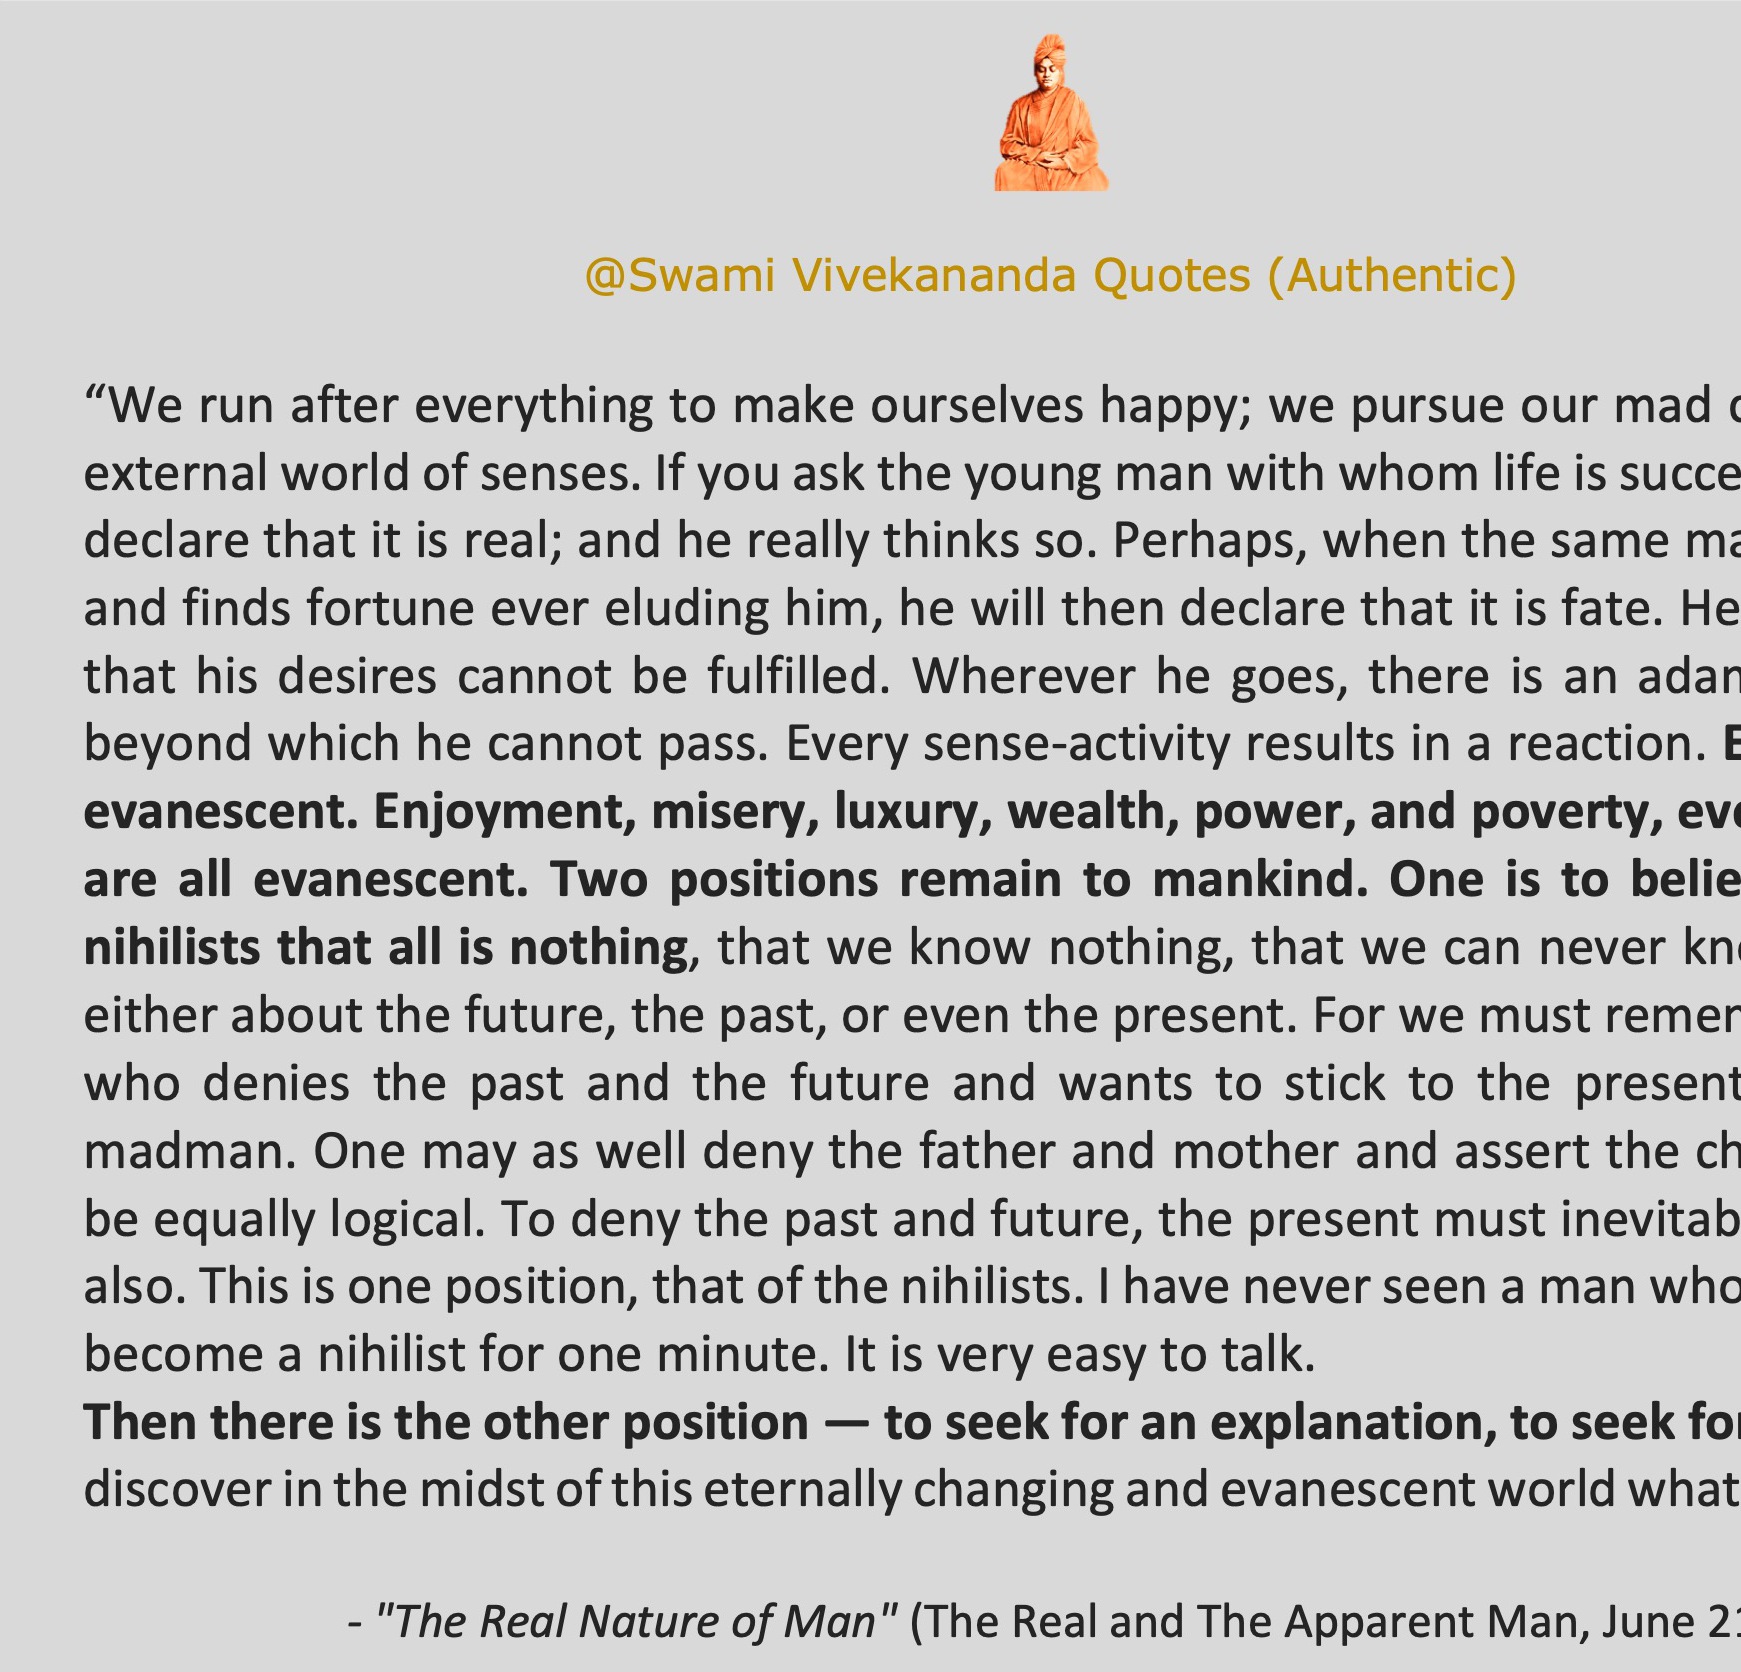 @Swami Vivekananda Quotes (Authentic)
“We run after everything to make ourselves happy; we pursue our mad
external world of senses. If you ask the young man with whom life is
declare that it is real; and he really thinks so. Perhaps, when the same
and finds fortune ever eluding him, he will then declare that it is fate. He
that his desires cannot be fulfilled. Wherever he goes, there is an
beyond which he cannot pass. Every sense-activity results in a reaction.
evanescent. Enjoyment, misery, luxury, wealth, power, and poverty,
are all evanescent. Two positions remain to mankind. One is to
nihilists that all is nothing, that we know nothing, that we can never
either about the future, the past, or even the present. For we must
who denies the past and the future and wants to stick to the present
madman. One may as well deny the father and mother and assert the
be equally logical. To deny the past and future, the present must
also. This is one position, that of the nihilists. I have never seen a man who
become a nihilist for one minute. It is very easy to talk.
Then there is the other position — to seek for an explanation, to seek for
discover in the midst of this eternally changing and evanescent world what
- "The Real Nature of Man" (The Real and The Apparent Man, June